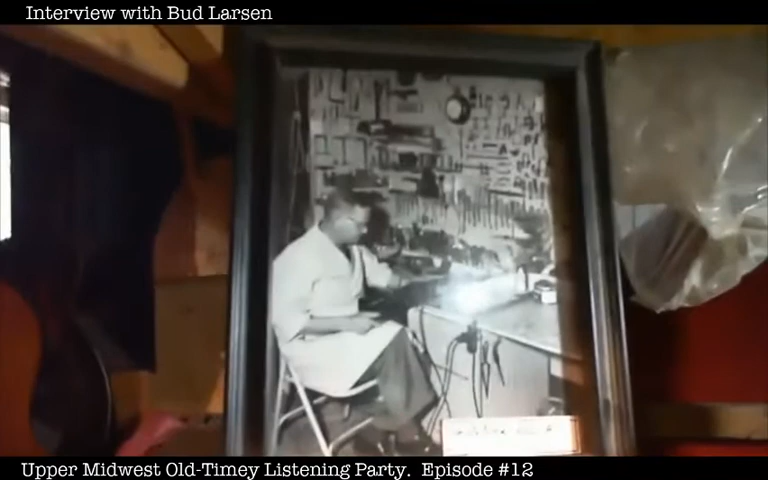 Interview with Bud Larsen
Upper Midwest Old-Timey Listening Party. Episode #12